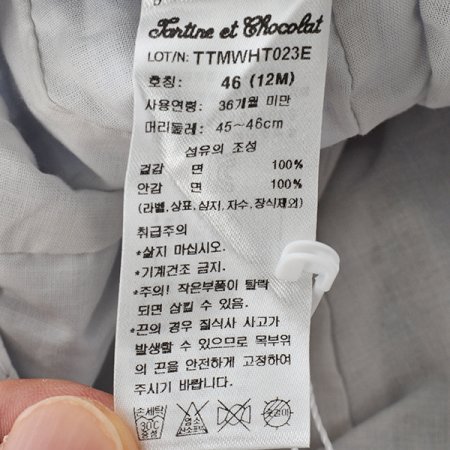 Tartine et Chocolat
LOT/N: TTMWHT023E
호칭: 46 (12M)
사용연령: 36개월 미만
머리둘레: 45~46cm
섬유의 조성
겉감 면 100%
안감 면 100%
(라벨,상표,심지,자수,장식제외)
취급주의
*삶지 마십시오.
*기계건조 금지.
*주의! 작은부품이 탈락
되면 삼킬 수 있음.
*끈의 경우 질식사 사고가
발생할 수 있으므로 목부위
의 끈을 안전하게 고정하여
주시기 바랍니다.
손세탁
30℃
중성
염소